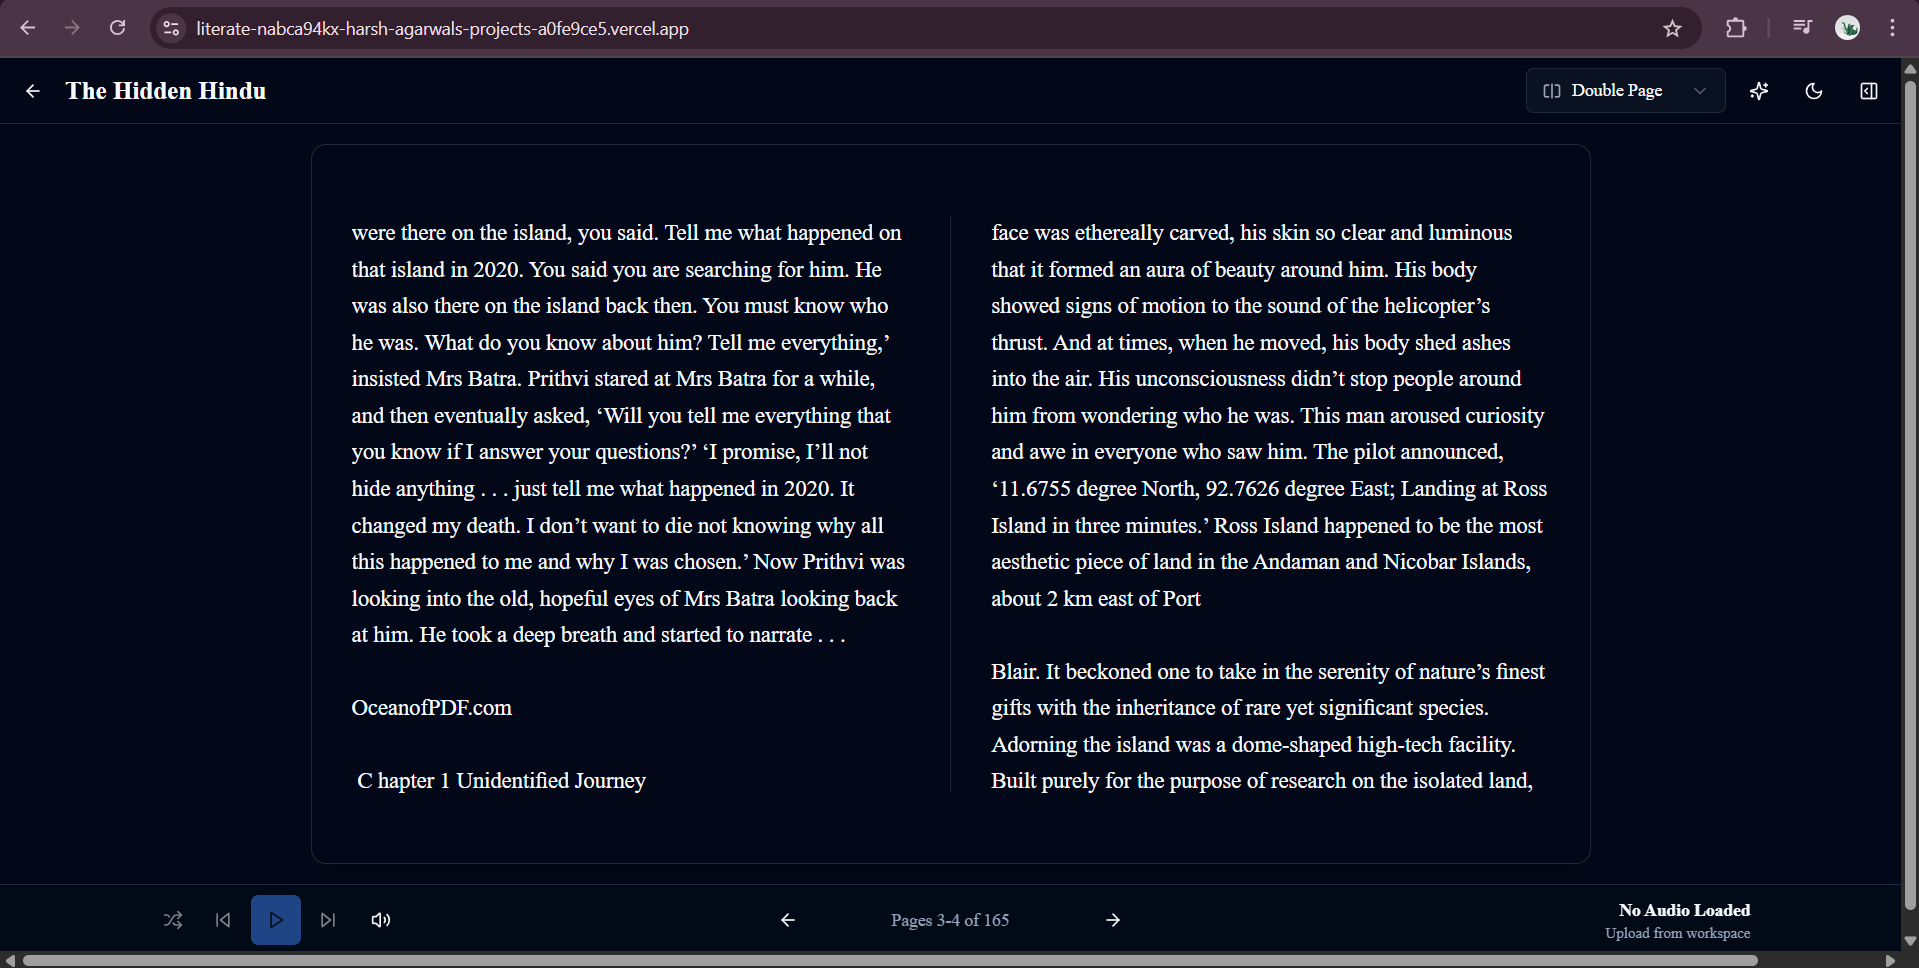 literate-nabca94kx-harsh-agarwals-projects-a0fe9ce5.vercel.app
The Hidden Hindu
Double Page
were there on the island, you said. Tell me what happened on
that island in 2020. You said you are searching for him. He
was also there on the island back then. You must know who
he was. What do you know about him? Tell me everything,’
insisted Mrs Batra. Prithvi stared at Mrs Batra for a while,
and then eventually asked, ‘Will you tell me everything that
you know if I answer your questions?’ ‘I promise, I’ll not
hide anything . . . just tell me what happened in 2020. It
changed my death. I don’t want to die not knowing why all
this happened to me and why I was chosen.’ Now Prithvi was
looking into the old, hopeful eyes of Mrs Batra looking back
at him. He took a deep breath and started to narrate . . .
OceanofPDF.com
C hapter 1 Unidentified Journey
face was ethereally carved, his skin so clear and luminous
that it formed an aura of beauty around him. His body
showed signs of motion to the sound of the helicopter’s
thrust. And at times, when he moved, his body shed ashes
into the air. His unconsciousness didn’t stop people around
him from wondering who he was. This man aroused curiosity
and awe in everyone who saw him. The pilot announced,
‘11.6755 degree North, 92.7626 degree East; Landing at Ross
Island in three minutes.’ Ross Island happened to be the most
aesthetic piece of land in the Andaman and Nicobar Islands,
about 2 km east of Port
Blair. It beckoned one to take in the serenity of nature’s finest
gifts with the inheritance of rare yet significant species.
Adorning the island was a dome-shaped high-tech facility.
Built purely for the purpose of research on the isolated land,
Pages 3-4 of 165
No Audio Loaded
Upload from workspace